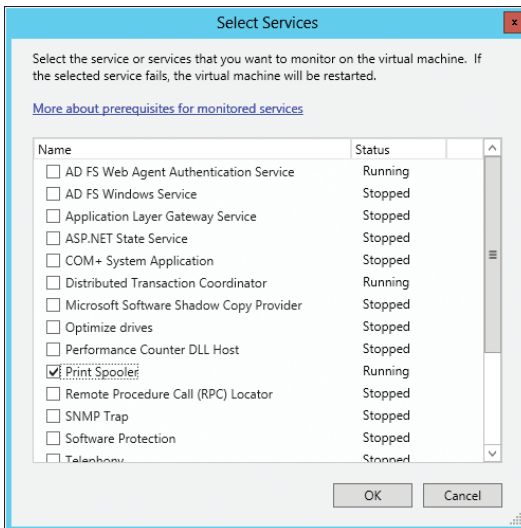 Select Services
x
Select the service or services that you want to monitor on the virtual machine. If
the selected service fails, the virtual machine will be restarted.
More about prerequisites for monitored services
Name Status
AD FS Web Agent Authentication Service Running
AD FS Windows Service Stopped
Application Layer Gateway Service Stopped
ASP.NET State Service Stopped
COM+ System Application Stopped
Distributed Transaction Coordinator Running
Microsoft Software Shadow Copy Provider Stopped
Optimize drives Stopped
Performance Counter DLL Host Stopped
Print Spooler Running
Remote Procedure Call (RPC) Locator Stopped
SNMP Trap Stopped
Software Protection Stopped
Telephony Stopped
OK Cancel